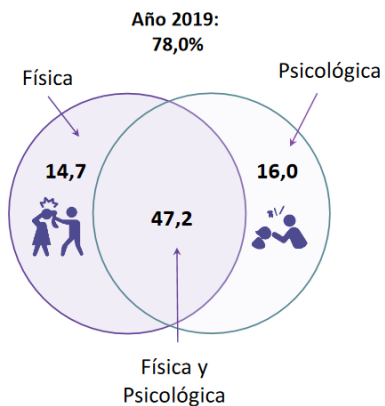 Año 2019:
78,0%
Física
Psicológica
14,7
16,0
47,2
Física y
Psicológica